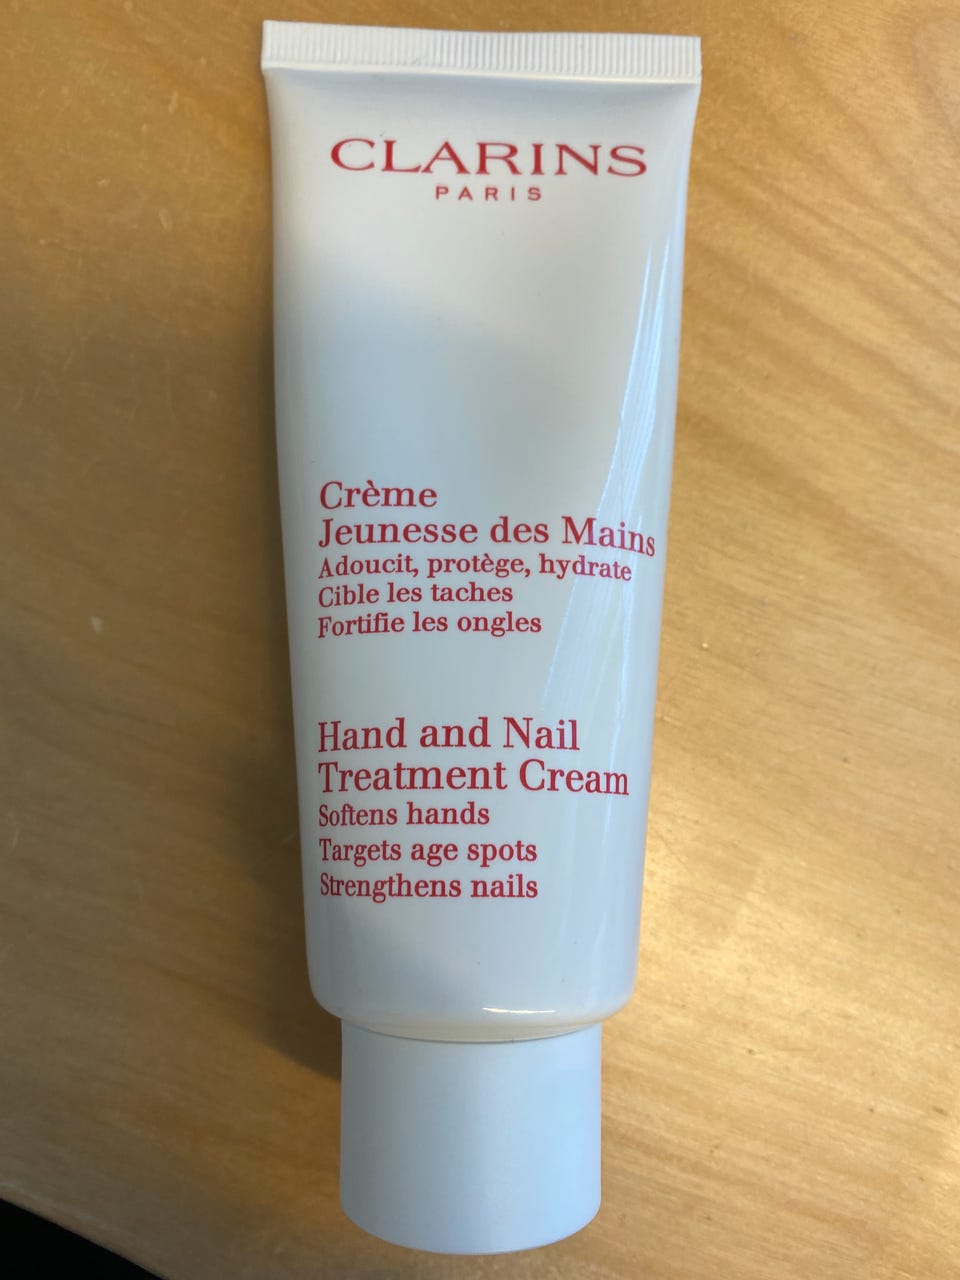 CLARINS
PARIS
Crème
Jeunesse des Mains
Adoucit, protège, hydrate
Cible les taches
Fortifie les ongles
Hand and Nail
Treatment Cream
Softens hands
Targets age spots
Strengthens nails